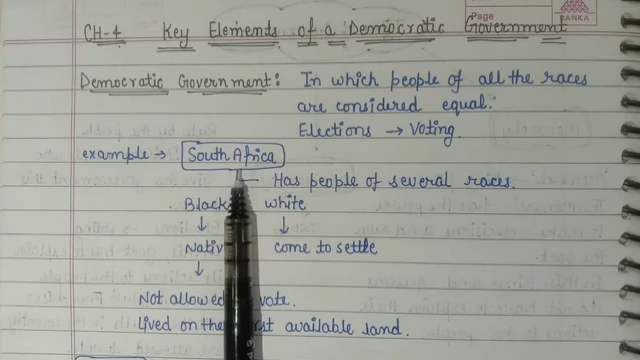 Page
RANKA
CH-4 Key Elements of a Democratic Government
Democratic Government: In which people of all the races
are considered equal.
Elections → Voting.
example → South Africa
Has people of several races.
Black white
↓ ↓
come to settle
↓
Not allowed vote.
Lived on the available land.